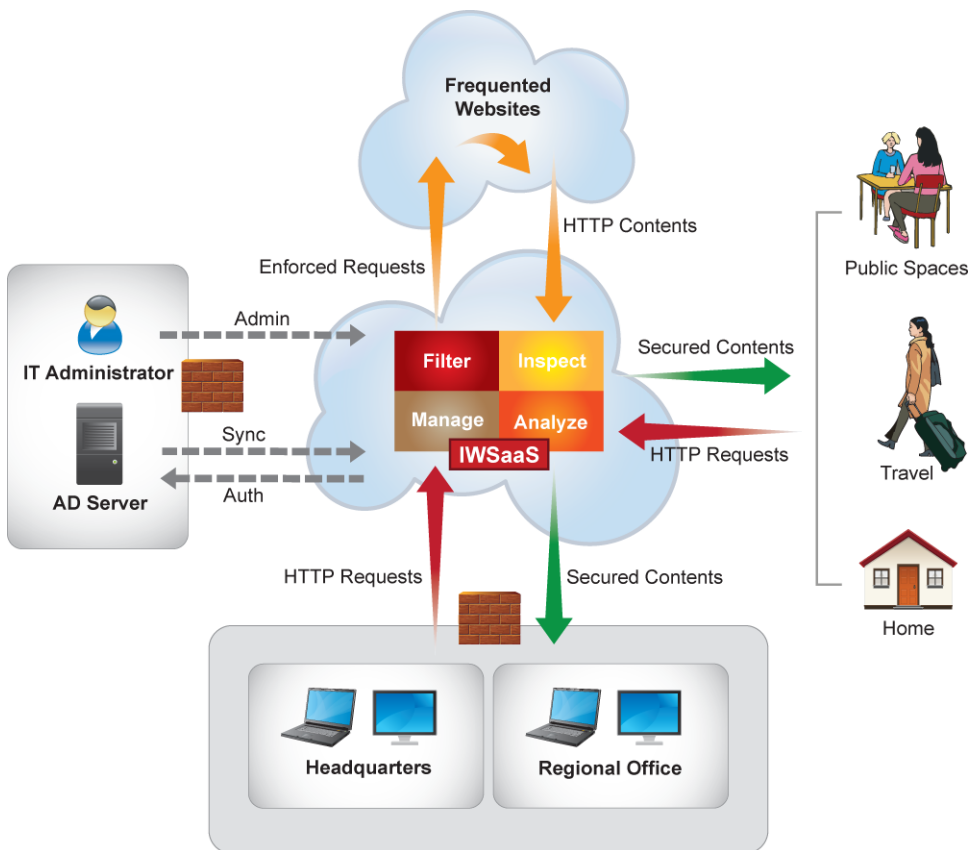 Frequented
Websites
HTTP Contents
Enforced Requests
Public Spaces
Admin
IT Administrator
Filter
Inspect
Secured Contents
Manage
Analyze
Sync
IWSaaS
HTTP Requests
Travel
Auth
AD Server
HTTP Requests
Secured Contents
Home
Headquarters
Regional Office